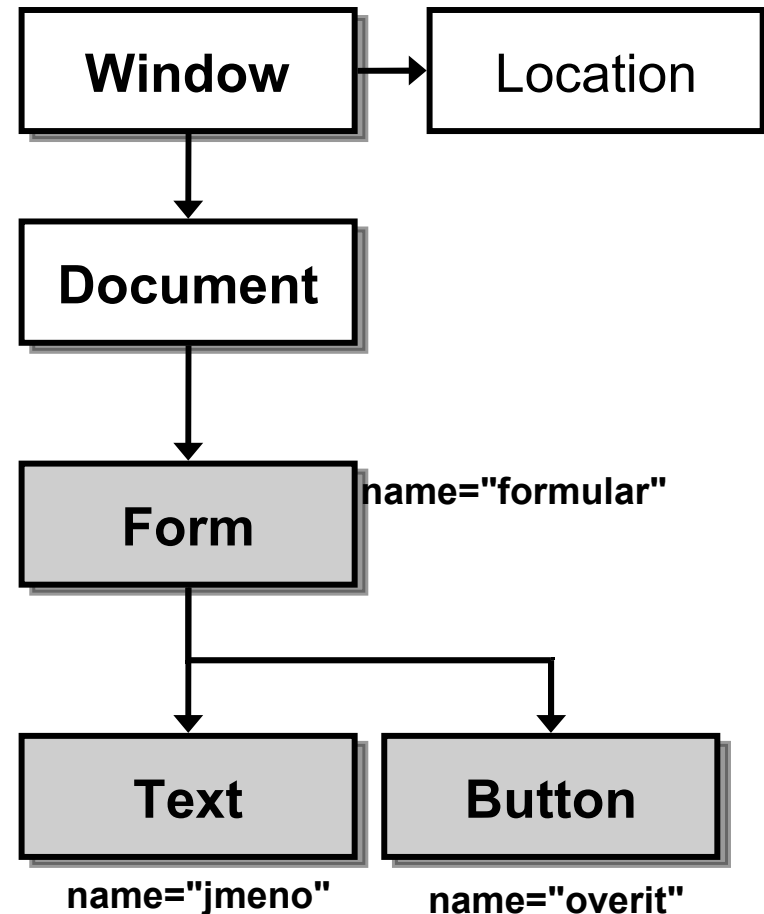 Window
Location
Document
Form
name="formular"
Text
Button
name="jmeno"
name="overit"